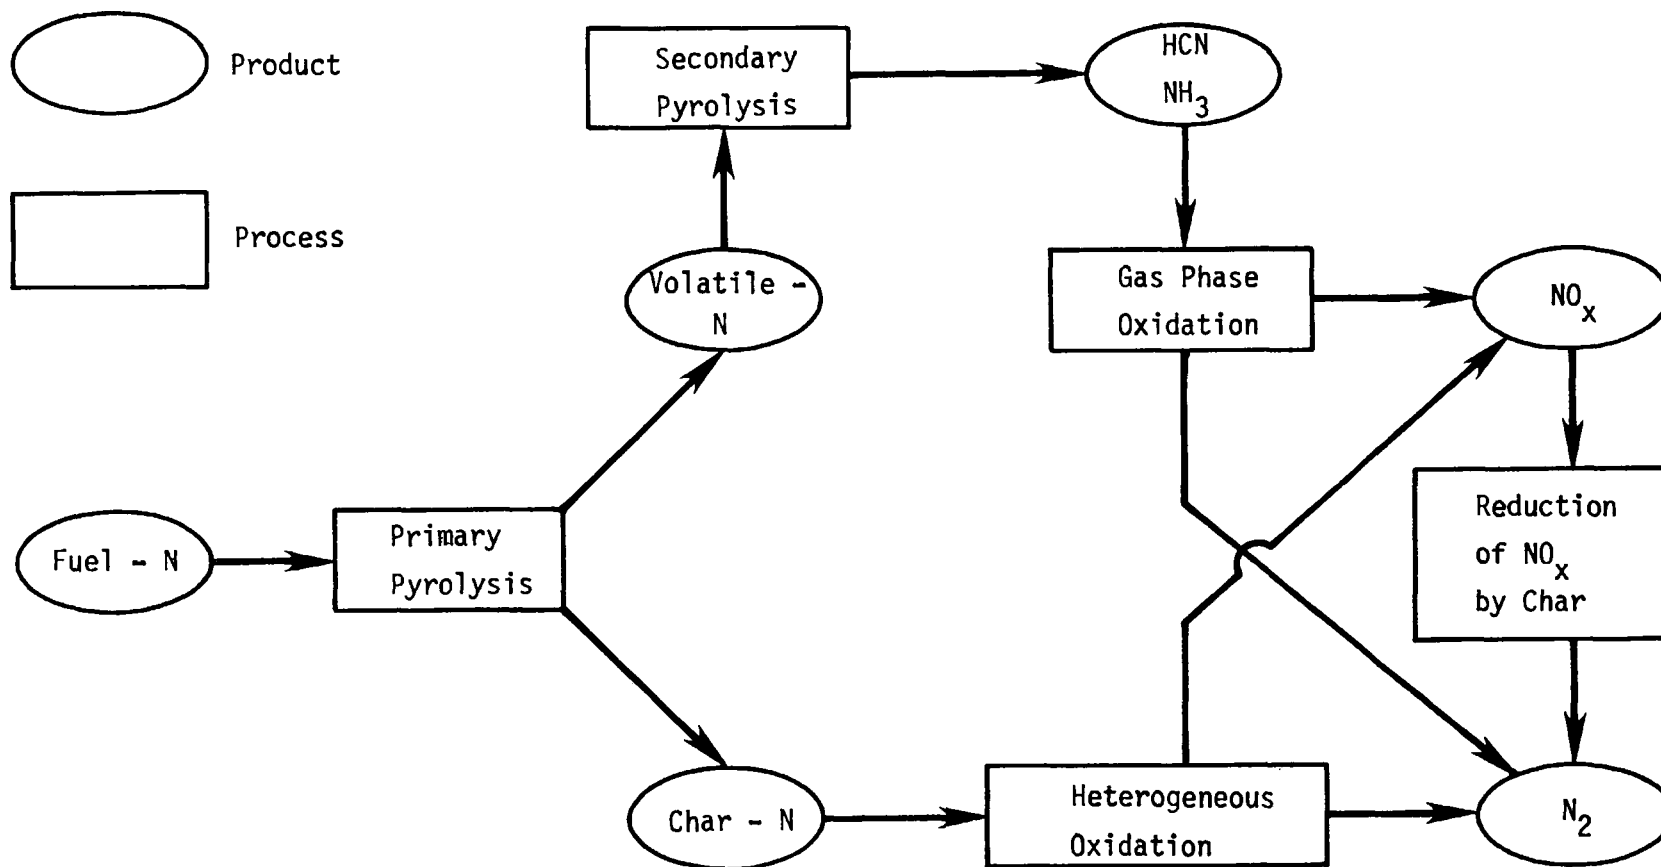 Product
Process
Secondary
Pyrolysis
HCN
NH3
Volatile -
N
Gas Phase
Oxidation
NOx
Fuel - N
Primary
Pyrolysis
Reduction
of NOx
by Char
Char - N
Heterogeneous
Oxidation
N2